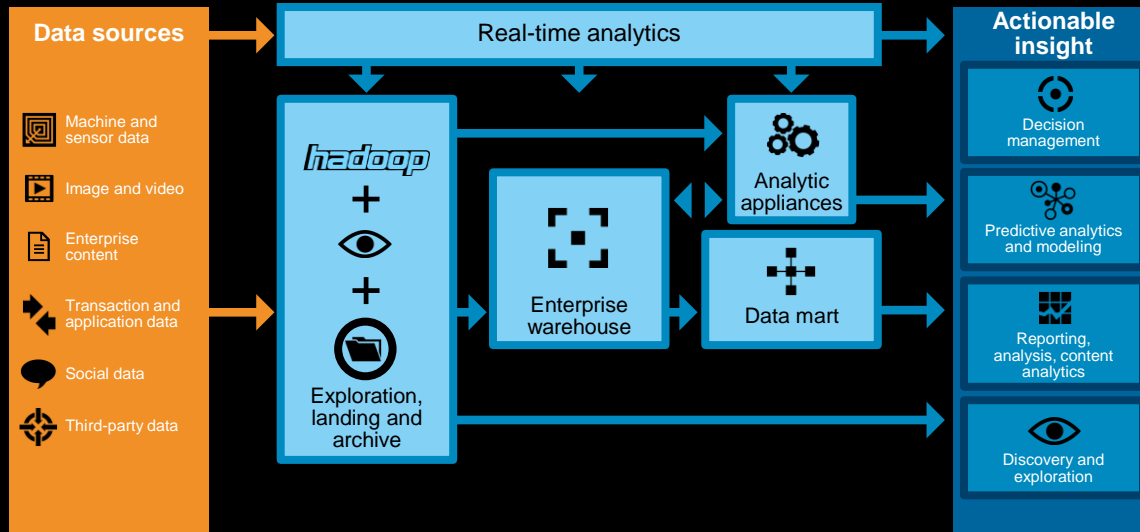 Data sources
Machine and
sensor data
Image and video
Enterprise
content
Transaction and
application data
Social data
Third-party data
Real-time analytics
hadoop
+
+
Exploration,
landing and
archive
Enterprise
warehouse
Analytic
appliances
Data mart
Actionable
insight
Decision
management
Predictive analytics
and modeling
Reporting,
analysis, content
analytics
Discovery and
exploration